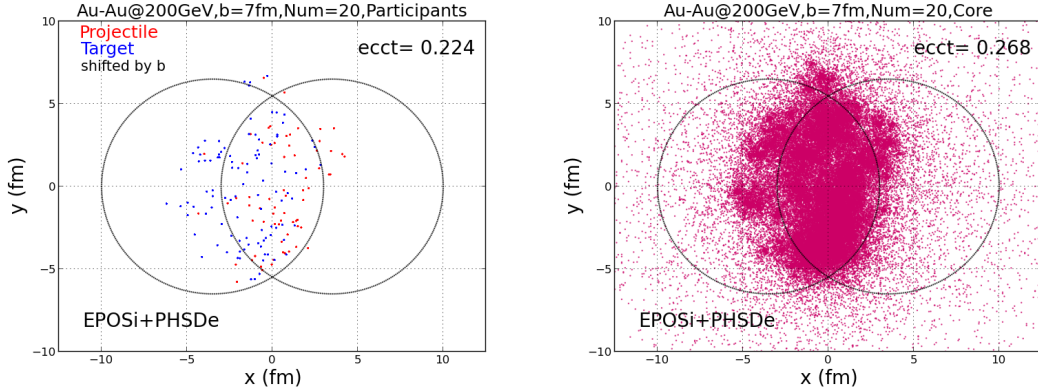 Au-Au@200GeV,b=7fm,Num=20,Participants
Projectile
Target
shifted by b
ecct= 0.224
10
5
0
−5
−10
y (fm)
EPOSi+PHSDe
−10 −5 0 5 10
x (fm)
Au-Au@200GeV,b=7fm,Num=20,Core
ecct= 0.268
10
5
0
−5
−10
y (fm)
EPOSi+PHSDe
−10 −5 0 5 10
x (fm)